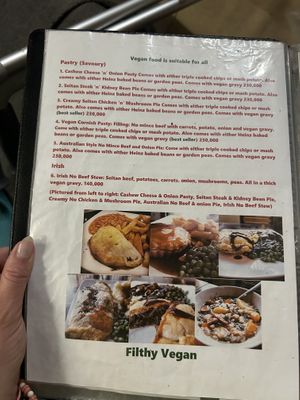 Vegan food is suitable for all
Pastry (Savoury)
1. Cashew Cheese 'n' Onion Pasty Comes with either triple cooked chips or mash potato. Also
comes with either Heinz baked beans or garden peas. Comes with vegan gravy 230,000
2. Seitan Steak 'n' Kidney Bean Pie Comes with either triple cooked chips or mash potato. Also
comes with either Heinz baked beans or garden peas. Comes with vegan gravy 230,000
3. Creamy Seitan Chicken 'n' Mushroom Pie Comes with either triple cooked chips or mash
potato. Also comes with either Heinz baked beans or garden peas. Comes with vegan gravy
(best seller) 230,000
4. Vegan Cornish Pasty: Filling: No mince beef with carrots, potato, onion and vegan gravy.
Come with either triple cooked chips or mash potato. Also comes with either Heinz baked
beans or garden peas. Comes with vegan gravy (best seller) 230,000
5. Australian Style No Mince Beef and Onion Pie: Come with either triple cooked chips or mash
potato. Also comes with either Heinz baked beans or garden peas. Comes with vegan gravy
230,000
Irish
6. Irish No Beef Stew: Seitan beef, potatoes, carrots, onion, mushrooms, peas. All in a thick
vegan gravy. 160,000
(Pictured from left to right: Cashew Cheese & Onion Pasty, Seitan Steak & Kidney Bean Pie,
Creamy No Chicken & Mushroom Pie, Australian No Beef & onion Pie, Irish No Beef Stew)
Filthy Vegan